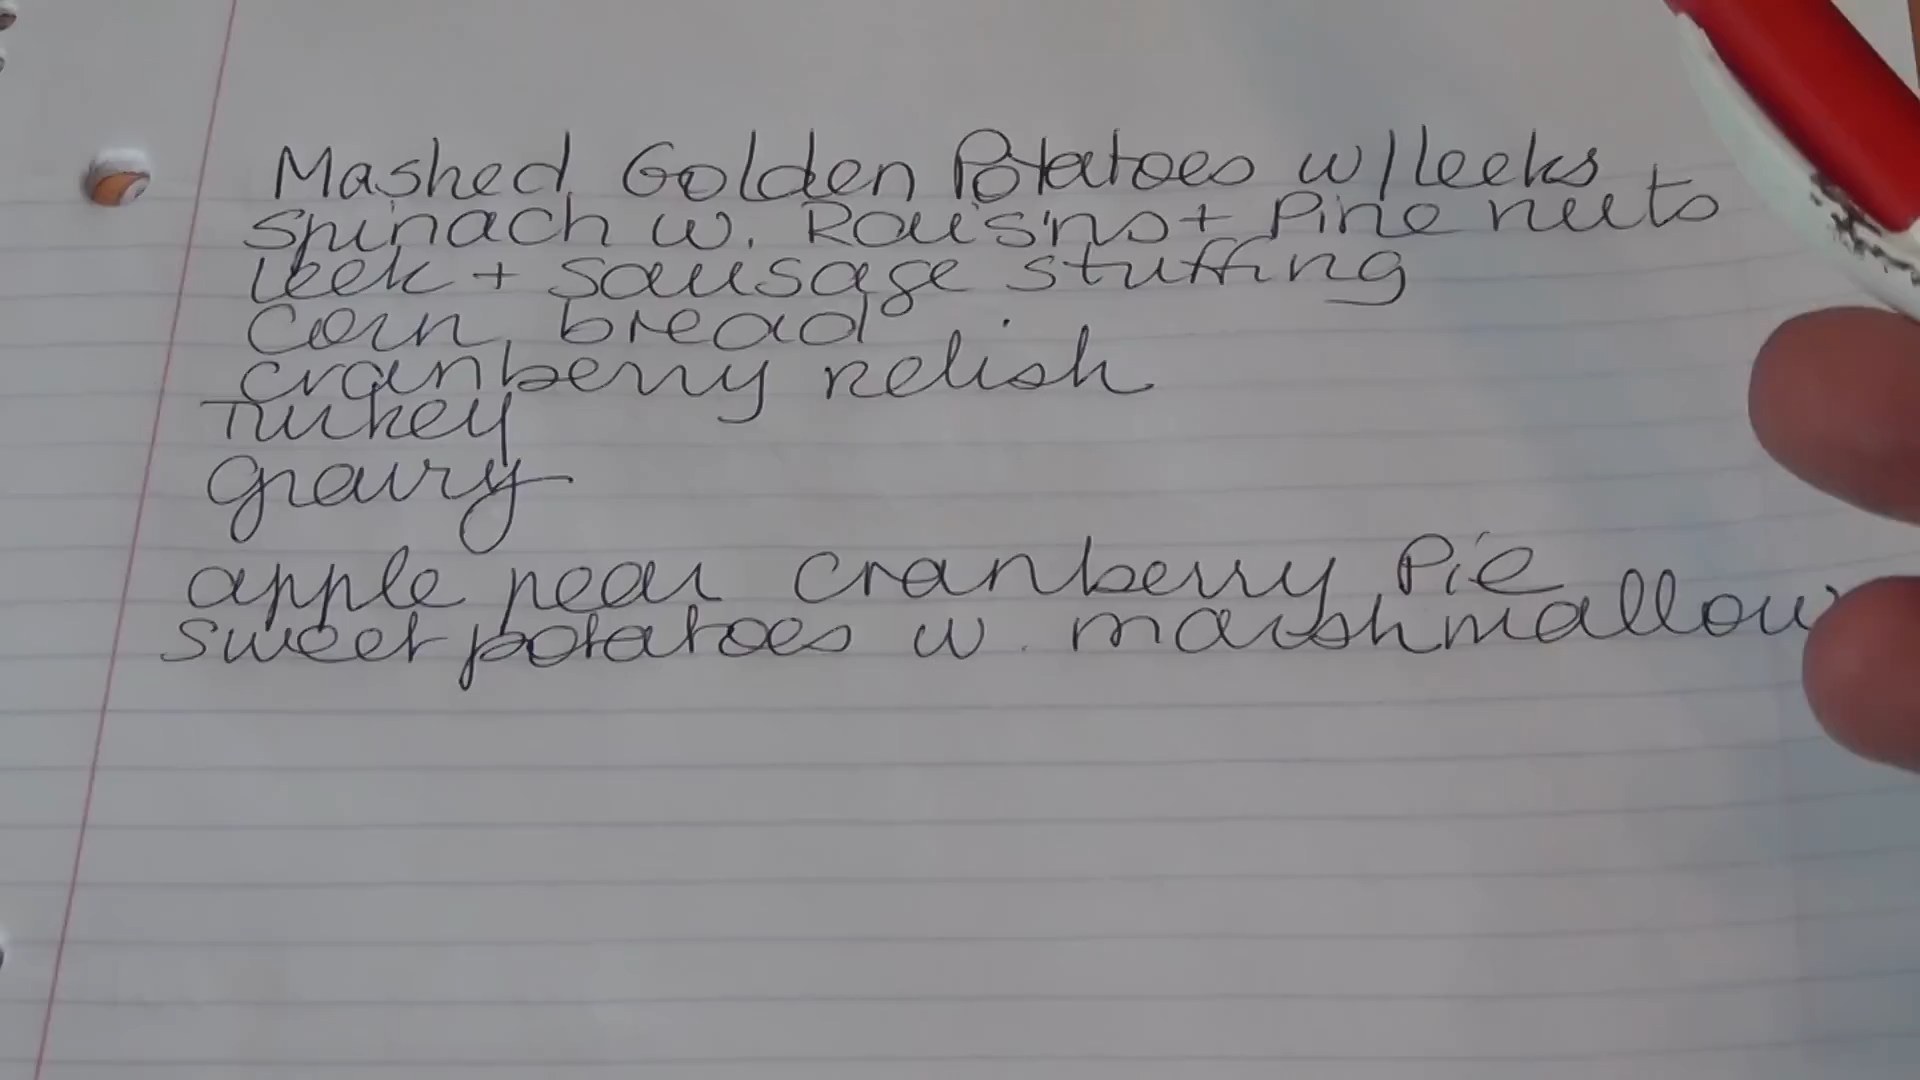 Mashed Golden Potatoes w/leeks
Spinach w. Raisins + Pine nuts
leek + sausage stuffing
Corn bread
cranberry relish
Turkey
gravy
apple pear cranberry Pie
sweet potatoes w. marshmallow